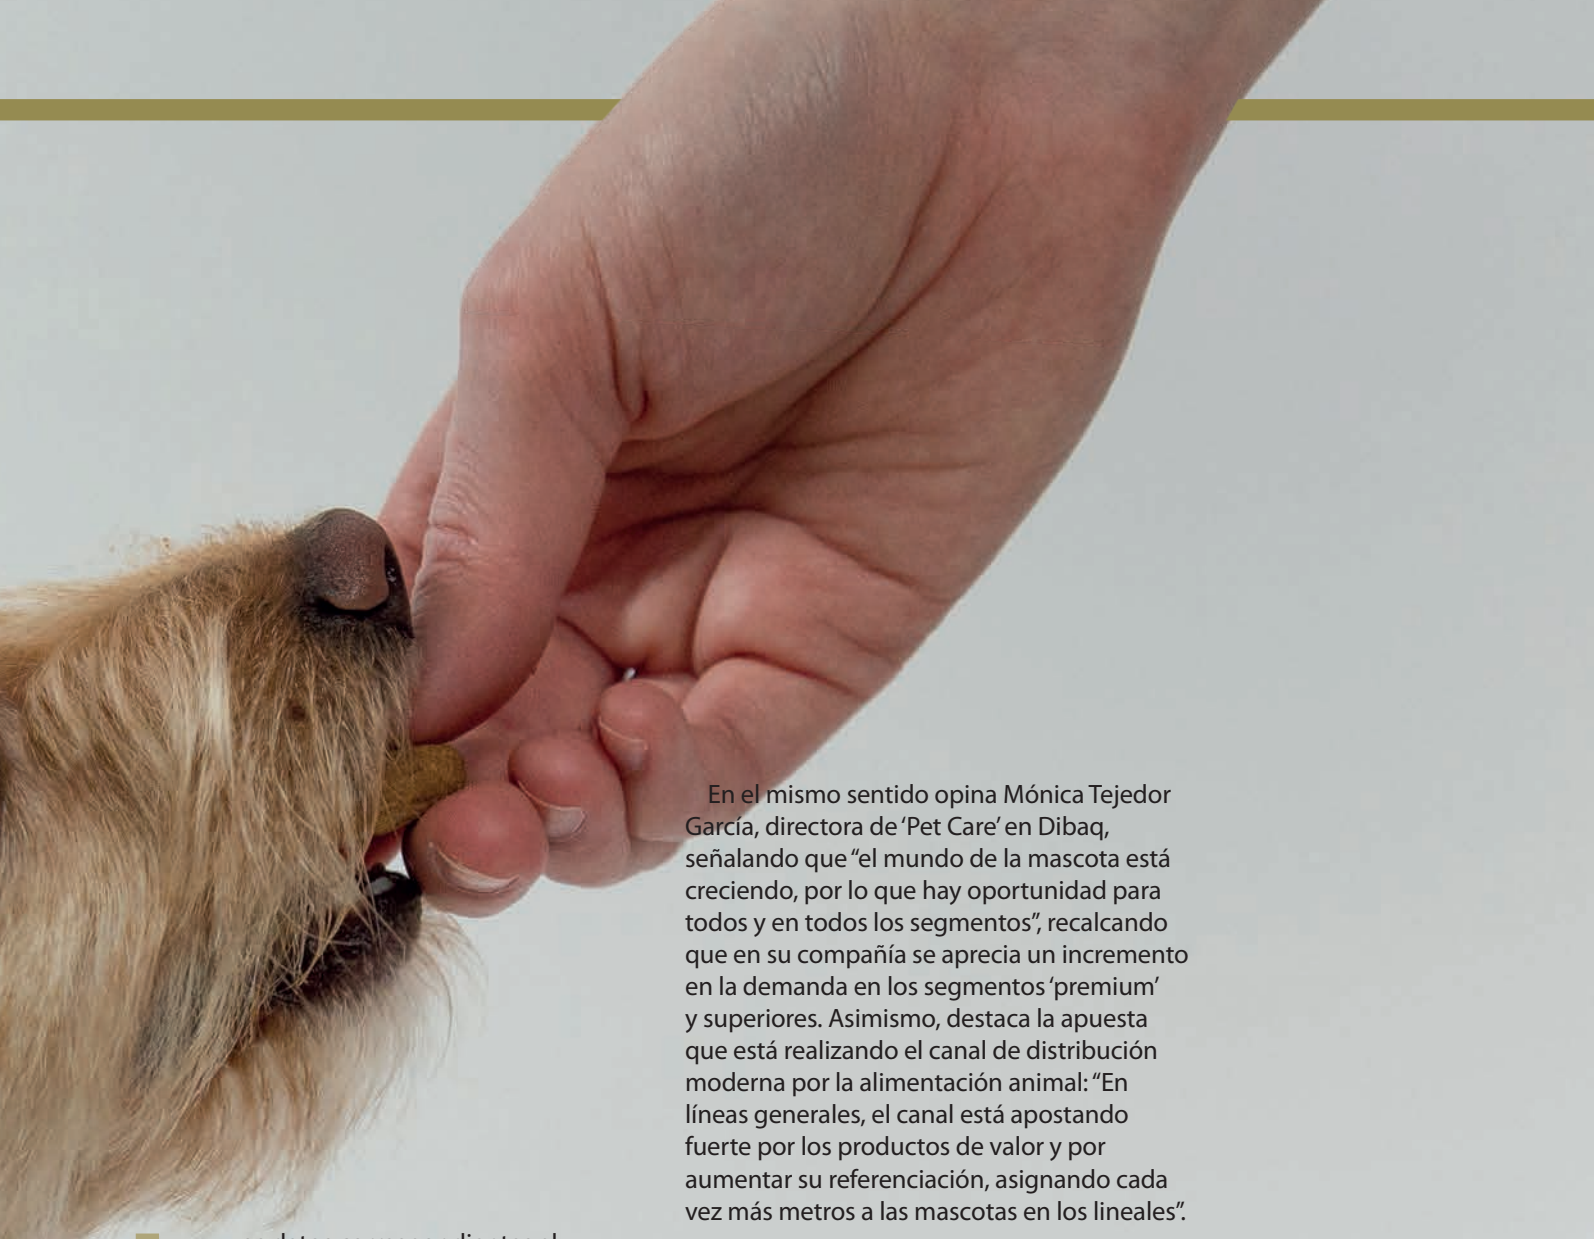 En el mismo sentido opina Mónica Tejedor
García, directora de ‘Pet Care’ en Dibaq,
señalando que “el mundo de la mascota está
creciendo, por lo que hay oportunidad para
todos y en todos los segmentos”, recalcando
que en su compañía se aprecia un incremento
en la demanda en los segmentos ‘premium’
y superiores. Asimismo, destaca la apuesta
que está realizando el canal de distribución
moderna por la alimentación animal: “En
líneas generales, el canal está apostando
fuerte por los productos de valor y por
aumentar su referenciación, asignando cada
vez más metros a las mascotas en los lineales”.